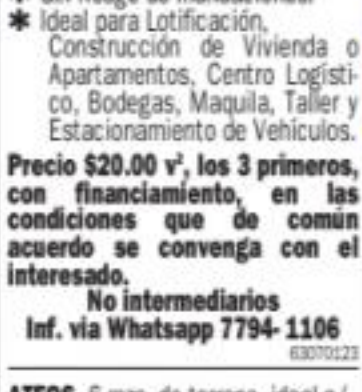 ✱ Ideal para Lotificación,
Construcción de Vivienda o
Apartamentos, Centro Logísti-
co, Bodegas, Maquila, Taller y
Estacionamiento de Vehículos.
Precio $20.00 v², los 3 primeros,
con financiamiento, en las
condiciones que de común
acuerdo se convenga con el
interesado.
No intermediarios
Inf. via Whatsapp 7794- 1106
63070123